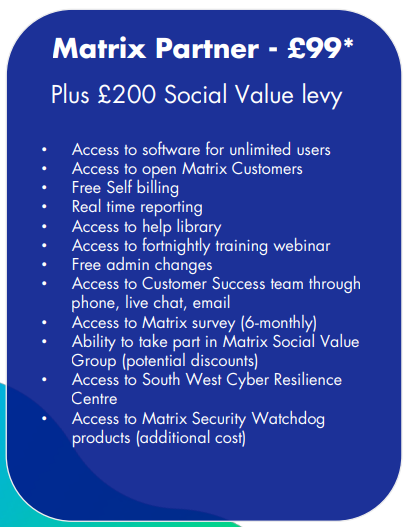 Matrix Partner - £99*
Plus £200 Social Value levy
• Access to software for unlimited users
• Access to open Matrix Customers
• Free Self billing
• Real time reporting
• Access to help library
• Access to fortnightly training webinar
• Free admin changes
• Access to Customer Success team through
phone, live chat, email
• Access to Matrix survey (6-monthly)
• Ability to take part in Matrix Social Value
Group (potential discounts)
• Access to South West Cyber Resilience
Centre
• Access to Matrix Security Watchdog
products (additional cost)